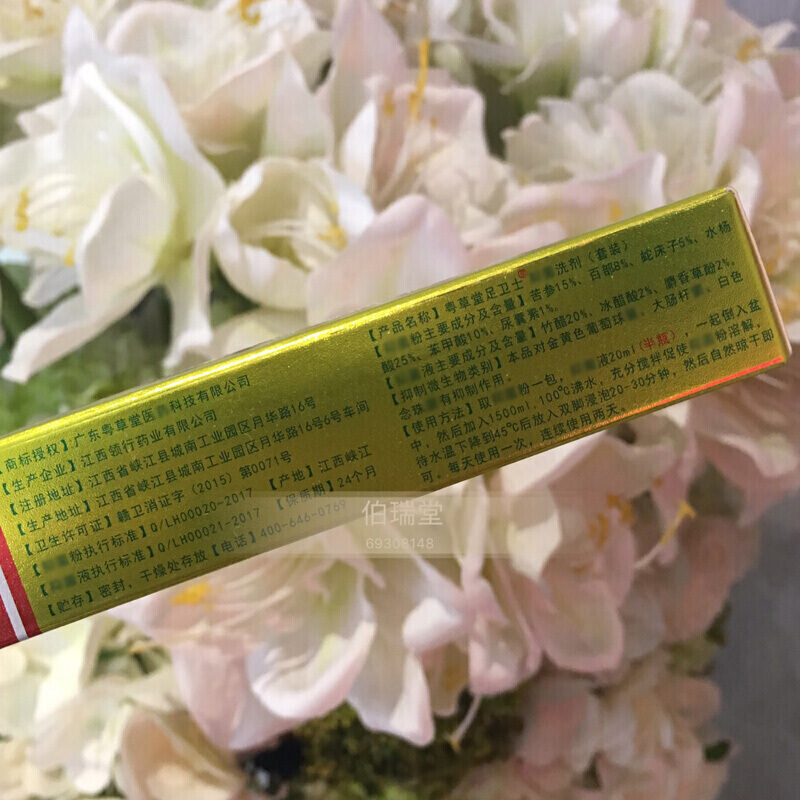 【产品名称】粤草堂足卫士® 洗剂(套装)
粉主要成分及含量】苦参15%、百部8%、蛇床子5%、水杨
酸25%、苯甲酸10%、尿囊素1%。
液主要成分及含量】竹醋20%、冰醋酸2%、麝香草酚2%。
【抑制微生物类别】本品对金黄色葡萄球 、大肠杆 、白色
念珠 有抑制作用。
【使用方法】取 粉一包, 液20ml(半瓶),一起倒入盆
中,然后加入1500ml,100℃沸水,充分搅拌促使 粉溶解,
待水温下降到45℃后放入双脚浸泡20-30分钟,然后自然晾干即
可,每天使用一次,连续使用两天。
【商标授权】广东粤草堂医 科技有限公司
【生产企业】江西领行药业有限公司
【注册地址】江西省峡江县城南工业园区月华路16号
【生产地址】江西省峡江县城南工业园区月华路16号6号车间
【卫生许可证】赣卫消证字(2015)第0071号
粉执行标准】Q/LH00020-2017 【产地】江西峡江
液执行标准】Q/LH00021-2017 【保质期】24个月
【贮存】密封,干燥处存放【电话】400-646-0769
伯瑞堂
69308148